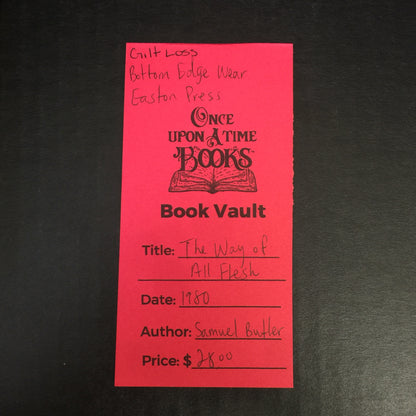 Gilt Loss
Bottom Edge Wear
Easton Press
ONCE
UPON A TIME
BOOKS
Book Vault
Title: The Way of
All Flesh
Date: 1980
Author: Samuel Butler
Price: $ 28.00